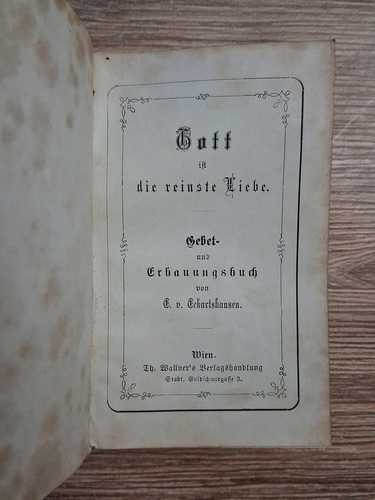 Gott
ist
die reinste Liebe.
Gebet-
und
Erbauungsbuch
von
C. v. Eckartshausen.
Wien.
Th. Wallner's Verlagshandlung
Stadt, Goldschmidgasse 3.